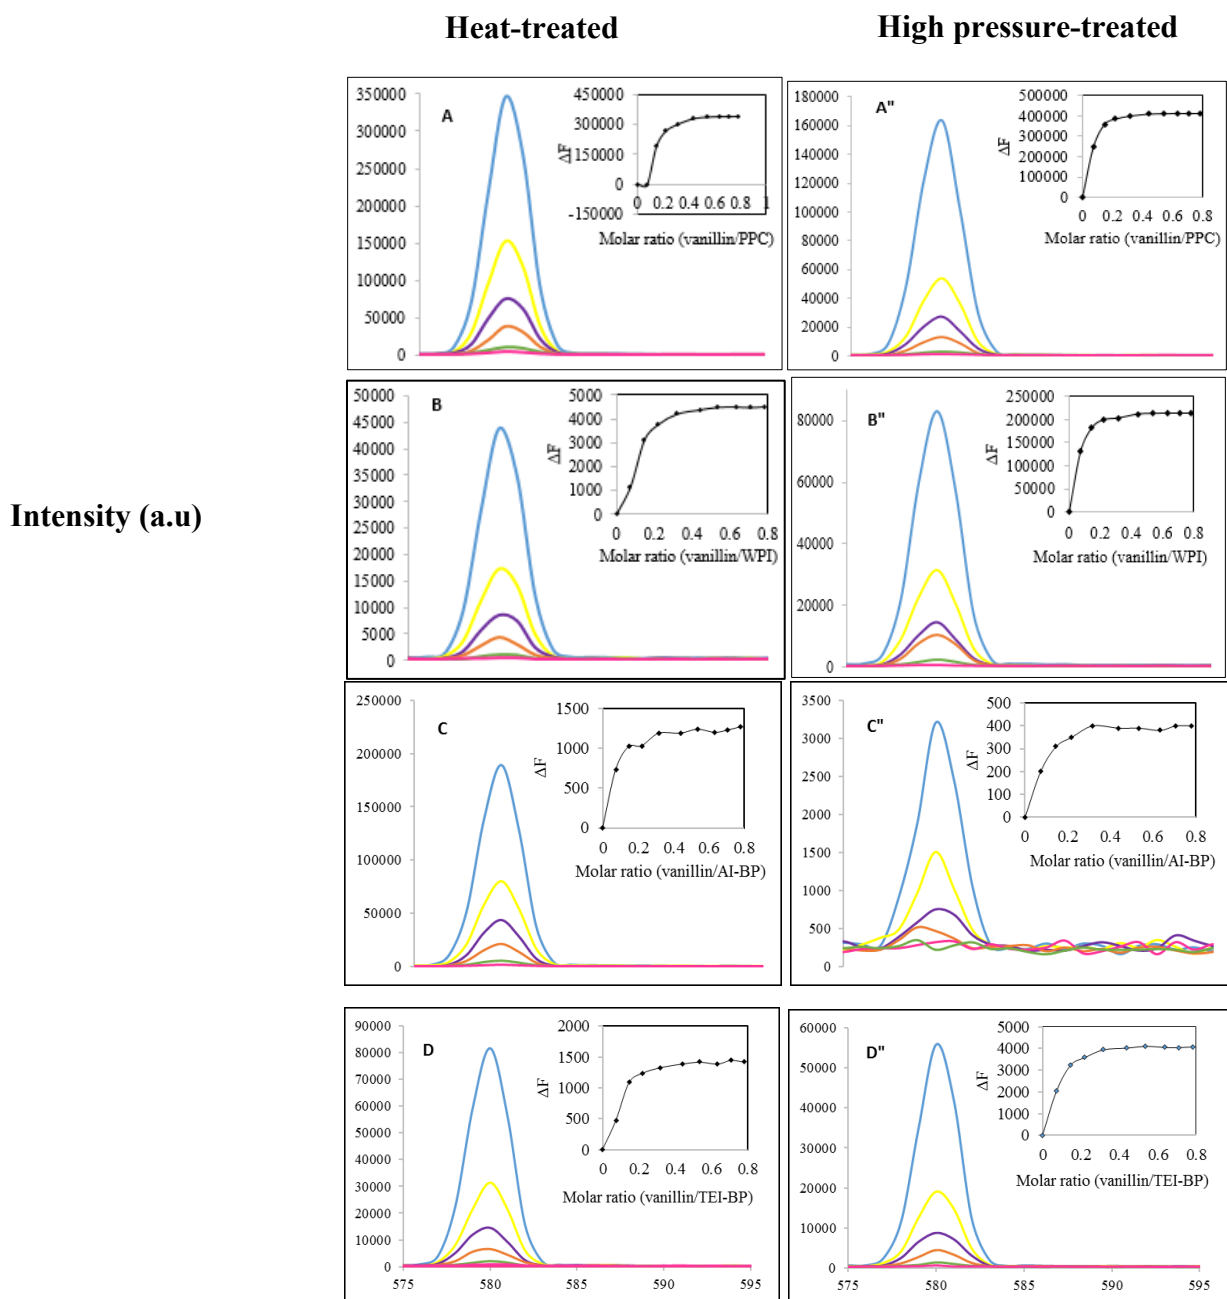 Heat-treated
High pressure-treated
Intensity (a.u)
A
350000
300000
250000
200000
150000
100000
50000
0
450000
300000
150000
0
-150000
ΔF
0 0.2 0.4 0.6 0.8 1
Molar ratio (vanillin/PPC)
A"
180000
160000
140000
120000
100000
80000
60000
40000
20000
0
500000
400000
300000
200000
100000
0
ΔF
0 0.2 0.4 0.6 0.8
Molar ratio (vanillin/PPC)
B
50000
45000
40000
35000
30000
25000
20000
15000
10000
5000
0
5000
4000
3000
2000
1000
0
ΔF
0 0.2 0.4 0.6 0.8
Molar ratio (vanillin/WPI)
B"
80000
60000
40000
20000
0
250000
200000
150000
100000
50000
0
ΔF
0 0.2 0.4 0.6 0.8
Molar ratio (vanillin/WPI)
C
250000
200000
150000
100000
50000
0
1500
1000
500
0
ΔF
0 0.2 0.4 0.6 0.8
Molar ratio (vanillin/AI-BP)
C"
3500
3000
2500
2000
1500
1000
500
0
500
400
300
200
100
0
ΔF
0 0.2 0.4 0.6 0.8
Molar ratio (vanillin/AI-BP)
D
90000
80000
70000
60000
50000
40000
30000
20000
10000
0
2000
1500
1000
500
0
ΔF
0 0.2 0.4 0.6 0.8
Molar ratio (vanillin/TEI-BP)
575 580 585 590 595
D"
60000
50000
40000
30000
20000
10000
0
5000
4000
3000
2000
1000
0
ΔF
0 0.2 0.4 0.6 0.8
Molar ratio (vanillin/TEI-BP)
575 580 585 590 595